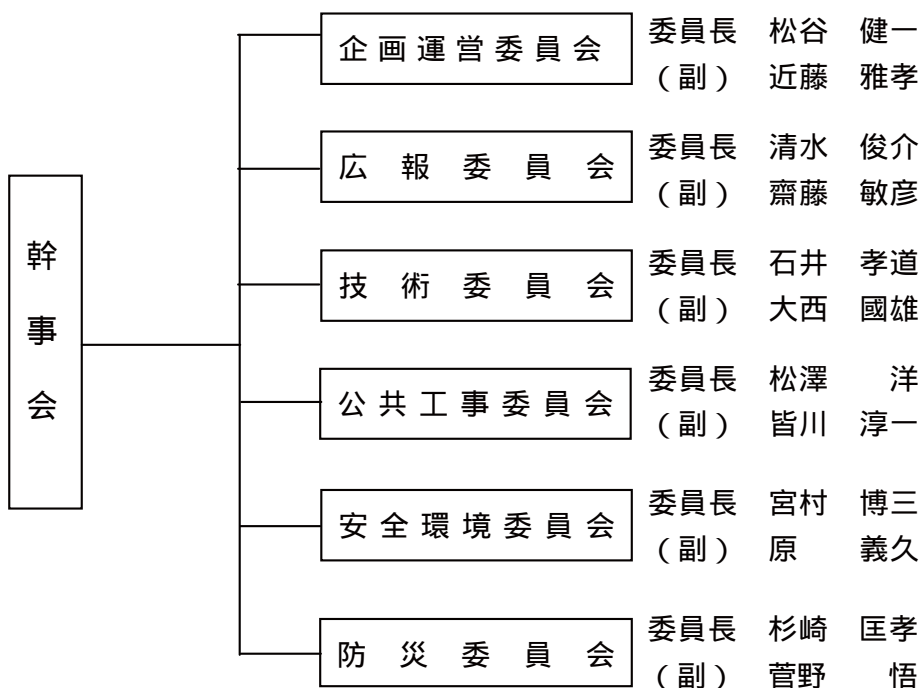 幹事会
企画運営委員会
委員長 松谷 健一
（副） 近藤 雅孝
広報委員会
委員長 清水 俊介
（副） 齋藤 敏彦
技術委員会
委員長 石井 孝道
（副） 大西 國雄
公共工事委員会
委員長 松澤 洋
（副） 皆川 淳一
安全環境委員会
委員長 宮村 博三
（副） 原 義久
防災委員会
委員長 杉崎 匡孝
（副） 菅野 悟